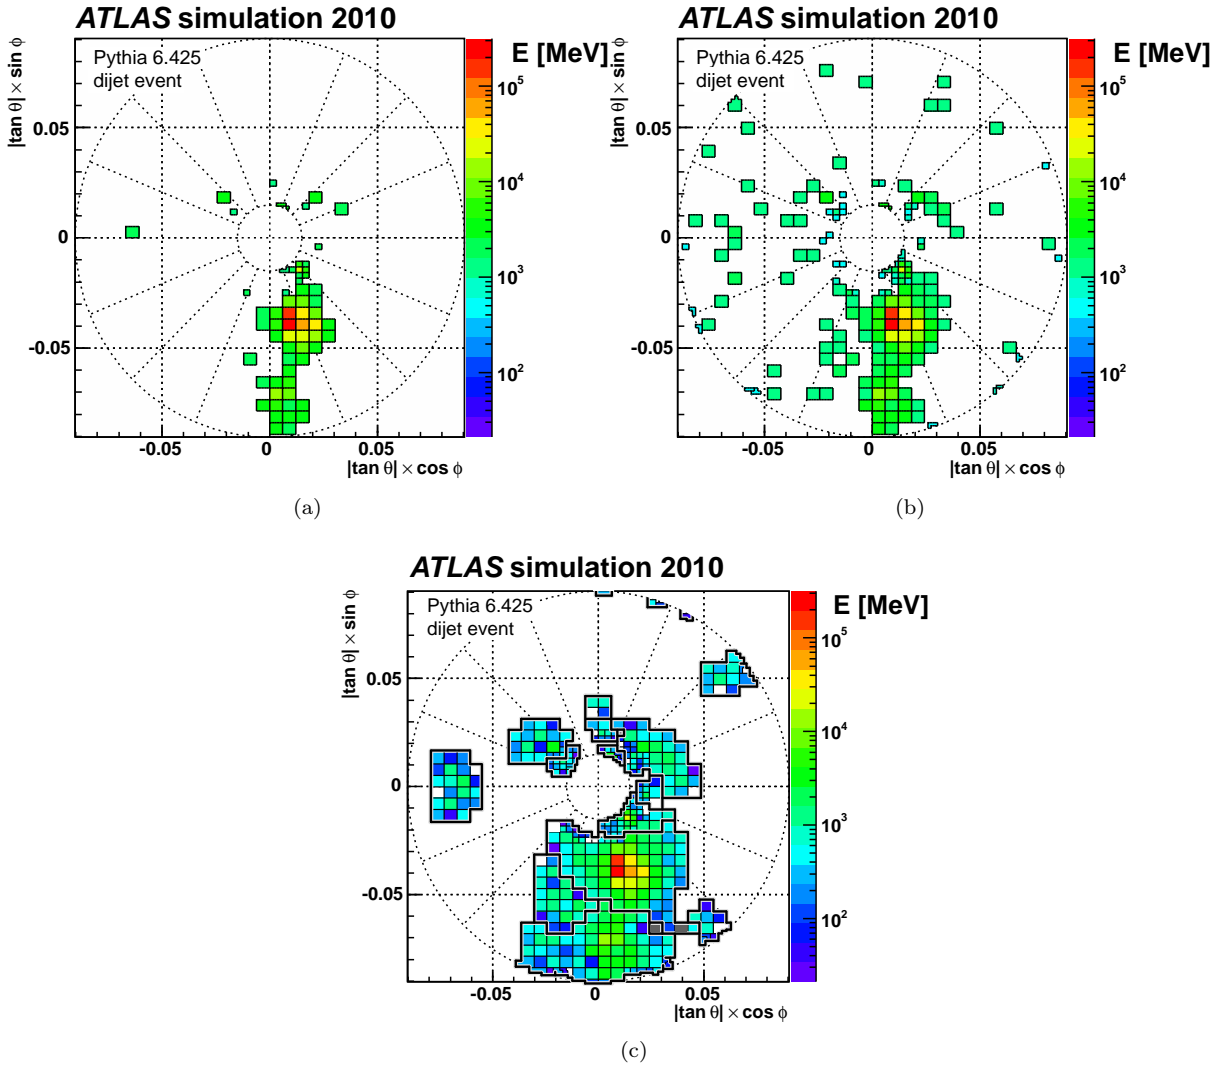 ATLAS simulation 2010
Pythia 6.425
dijet event
E [MeV]
|tan θ| × sin φ
0.05
0
-0.05
10^5
10^4
10^3
10^2
-0.05
0
0.05
|tan θ| × cos φ
(a)
ATLAS simulation 2010
Pythia 6.425
dijet event
E [MeV]
|tan θ| × sin φ
0.05
0
-0.05
10^5
10^4
10^3
10^2
-0.05
0
0.05
|tan θ| × cos φ
(b)
ATLAS simulation 2010
Pythia 6.425
dijet event
E [MeV]
|tan θ| × sin φ
0.05
0
-0.05
10^5
10^4
10^3
10^2
-0.05
0
0.05
|tan θ| × cos φ
(c)